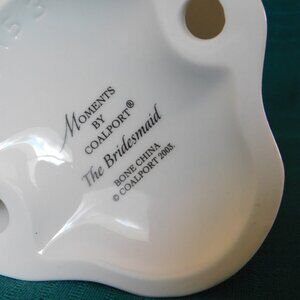 MOMENTS
BY
COALPORT®
The Bridesmaid
BONE CHINA
© COALPORT 2003.